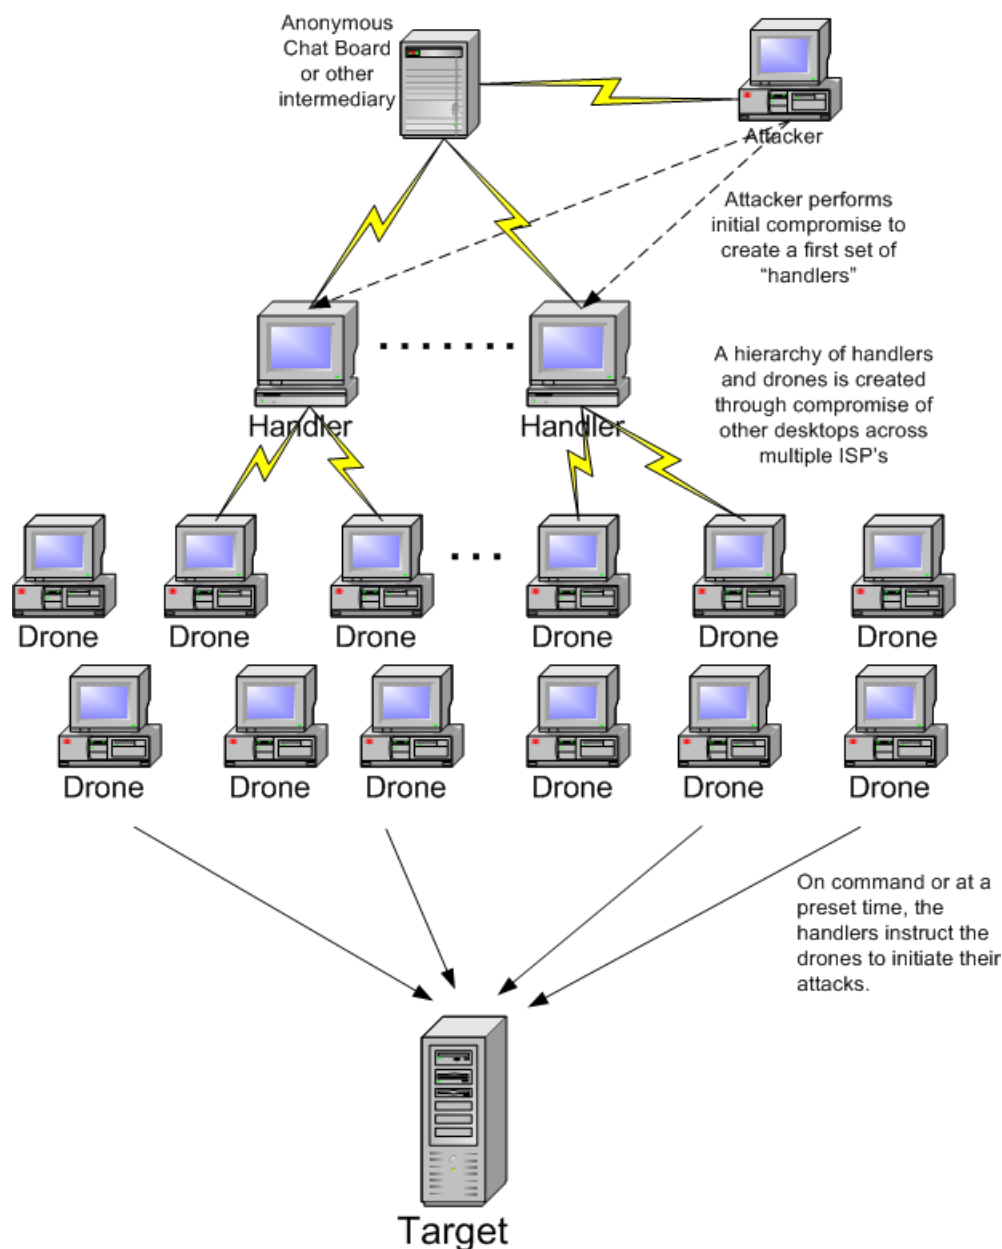 Anonymous
Chat Board
or other
intermediary
Attacker
Attacker performs
initial compromise to
create a first set of
“handlers”
A hierarchy of handlers
and drones is created
through compromise of
other desktops across
multiple ISP's
Handler
Handler
Drone
Drone
Drone
Drone
Drone
Drone
Drone
Drone
Drone
Drone
Drone
Drone
On command or at a
preset time, the
handlers instruct the
drones to initiate their
attacks.
Target